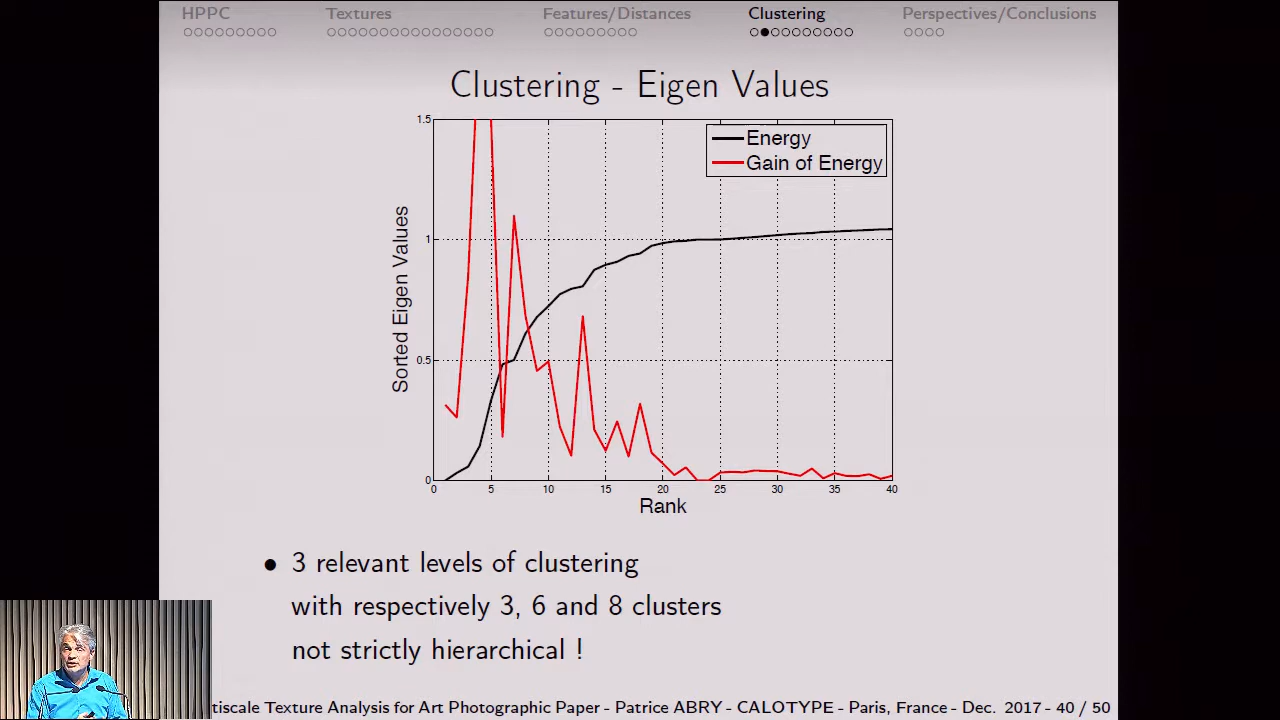 HPPC Textures Features/Distances Clustering Perspectives/Conclusions
Clustering - Eigen Values
Energy
Gain of Energy
Sorted Eigen Values
1.5
1
0.5
0
0 5 10 15 20 25 30 35 40
Rank
• 3 relevant levels of clustering
with respectively 3, 6 and 8 clusters
not strictly hierarchical !
tiscale Texture Analysis for Art Photographic Paper - Patrice ABRY - CALOTYPE - Paris, France - Dec. 2017 - 40 / 50